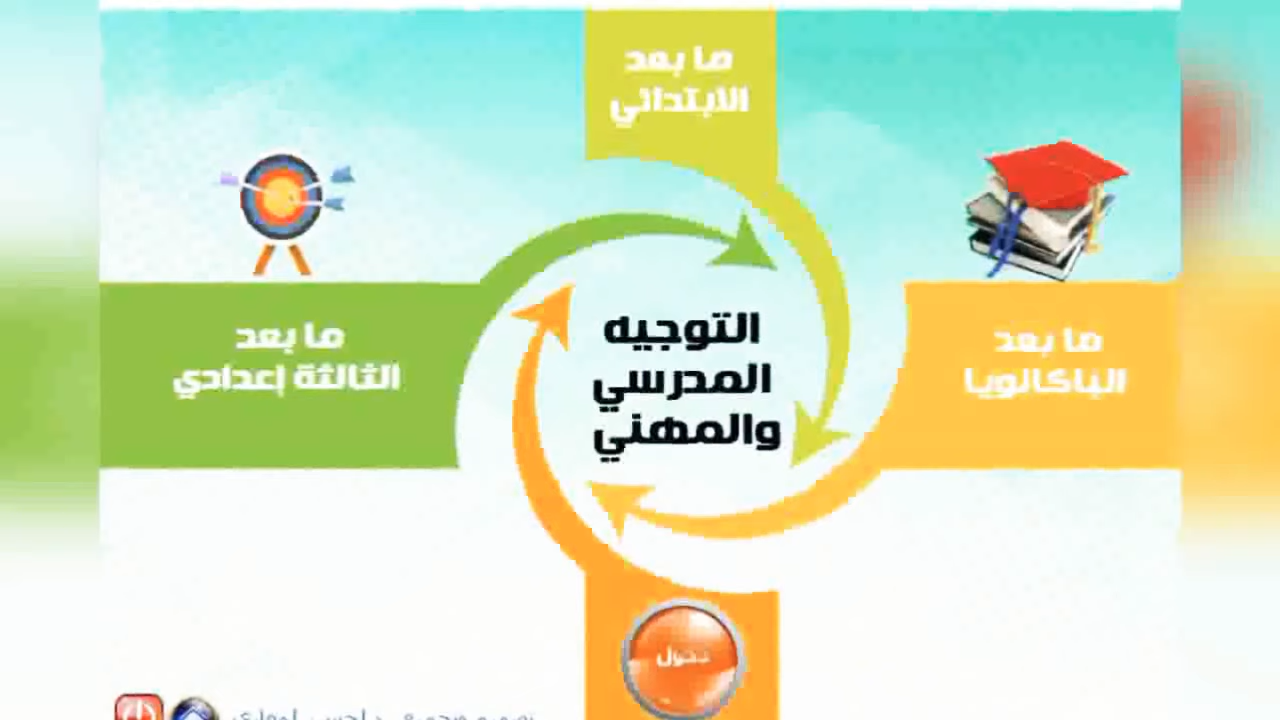 ما بعد
الابتدائي
التوجيه
المدرسي
والمهني
ما بعد
الباكالوريا
ما بعد
الثالثة إعدادي
دخول